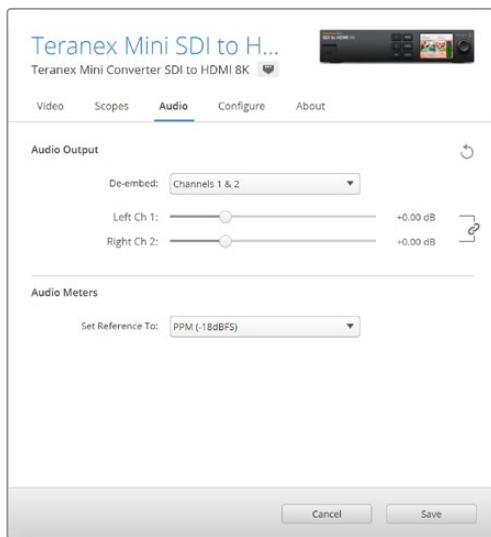 Teranex Mini SDI to H...
Teranex Mini Converter SDI to HDMI 8K
Video Scopes Audio Configure About
Audio Output
De-embed: Channels 1 & 2
Left Ch 1: +0.00 dB
Right Ch 2: +0.00 dB
Audio Meters
Set Reference To: PPM (-18dBFS)
Cancel Save